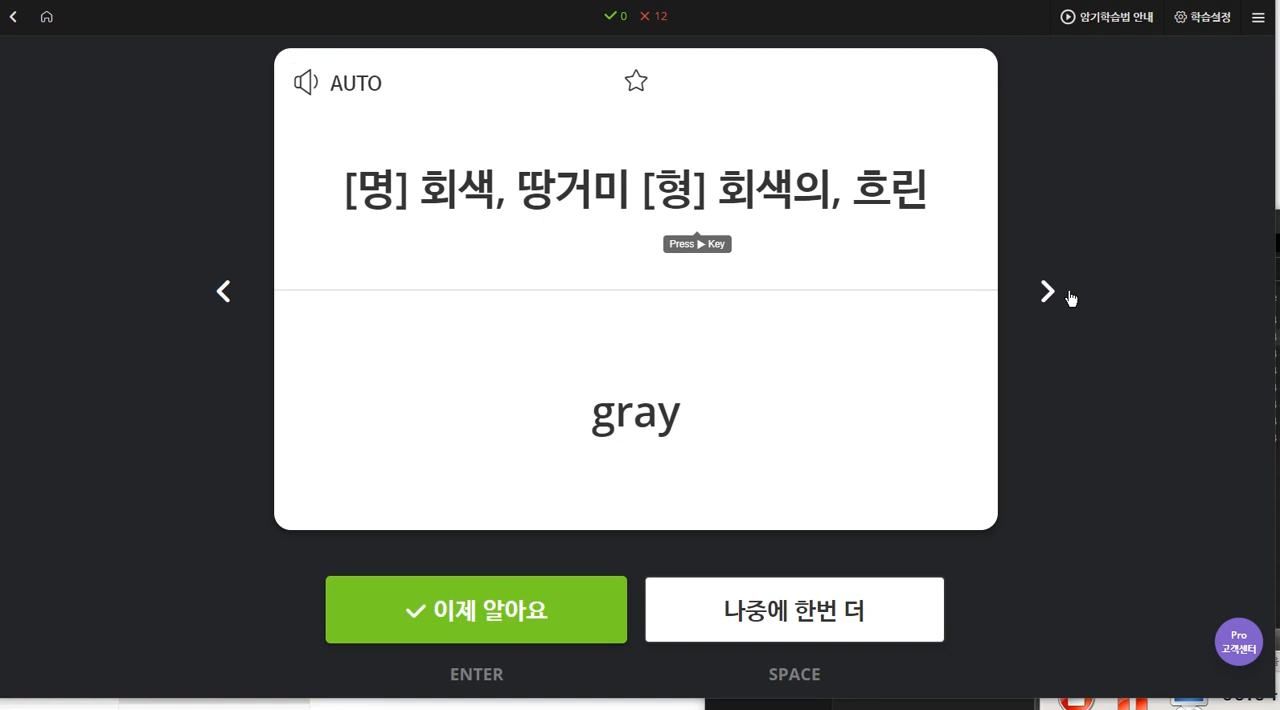 0 12 암기학습법 안내 학습설정
AUTO
[명] 회색, 땅거미 [형] 회색의, 흐린
Press ▶ Key
gray
이제 알아요 나중에 한번 더
ENTER SPACE
Pro
고객센터